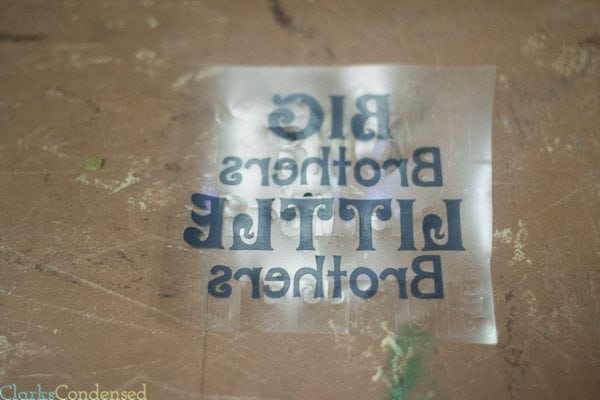 BIG
Brothers
LITTLE
Brothers
ClarksCondensed